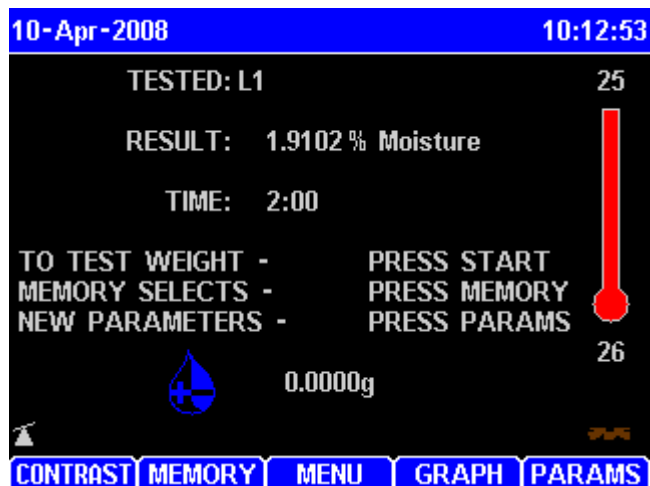 10-Apr-2008 10:12:53
TESTED: L1 25
RESULT: 1.9102 % Moisture
TIME: 2:00
TO TEST WEIGHT - PRESS START
MEMORY SELECTS - PRESS MEMORY
NEW PARAMETERS - PRESS PARAMS
26
0.0000g
CONTRAST MEMORY MENU GRAPH PARAMS